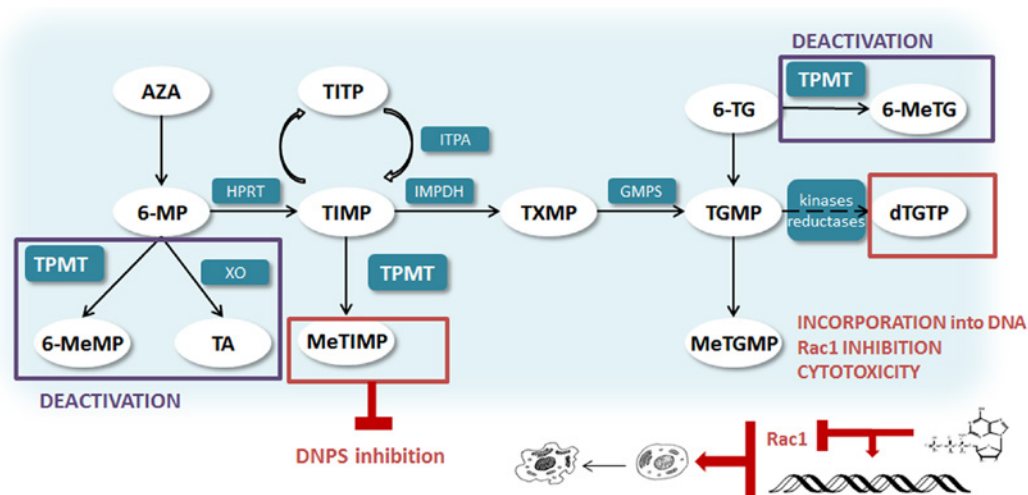 DEACTIVATION
TPMT
AZA
TITP
6-TG
6-MeTG
ITPA
HPRT
IMPDH
GMPS
kinases
reductases
6-MP
TIMP
TXMP
TGMP
dTGTP
TPMT
XO
TPMT
6-MeMP
TA
MeTIMP
MeTGMP
INCORPORATION into DNA
Rac1 INHIBITION
CYTOTOXICITY
DEACTIVATION
DNPS inhibition
Rac1